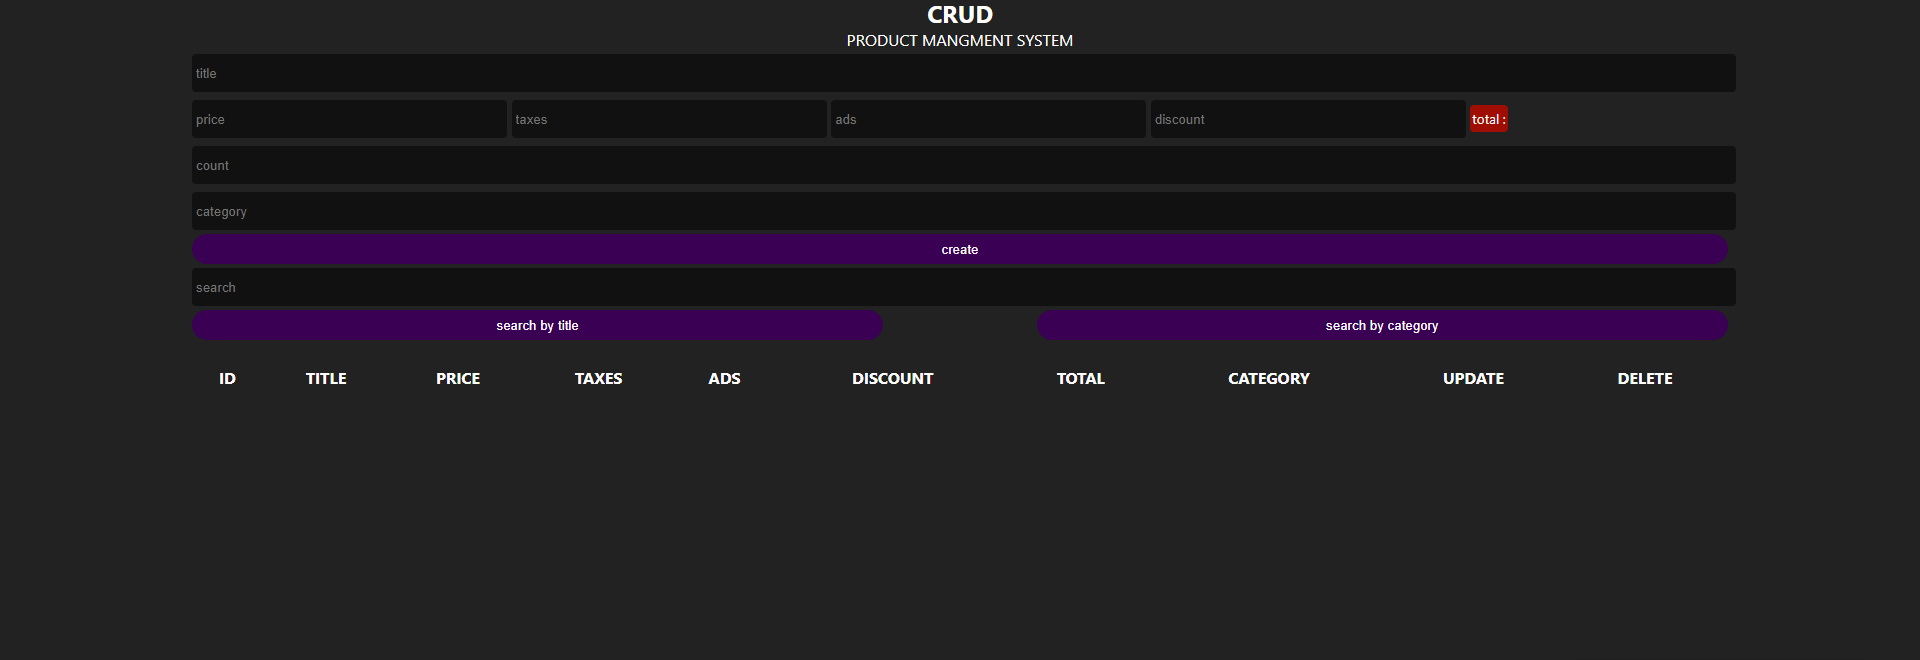 CRUD
PRODUCT MANGMENT SYSTEM
title
price taxes ads discount total :
count
category
create
search
search by title search by category
ID TITLE PRICE TAXES ADS DISCOUNT TOTAL CATEGORY UPDATE DELETE